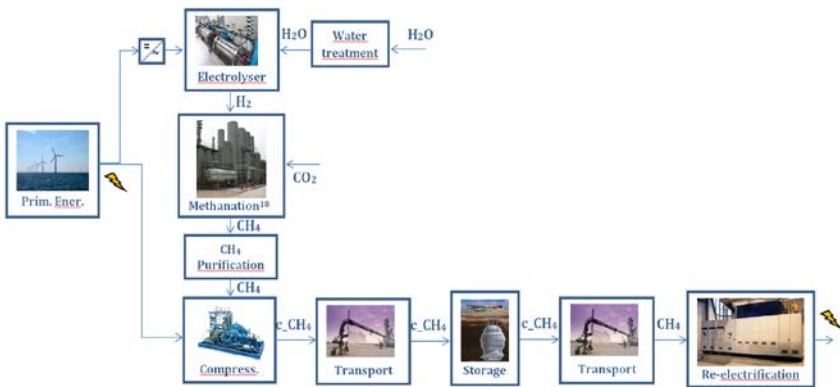 H₂O
Water
treatment
H₂O
Electrolyser
H₂
Prim. Ener.
CO₂
Methanation¹⁸
CH₄
CH₄
Purification
CH₄
Compress.
c_CH₄
Transport
c_CH₄
Storage
c_CH₄
Transport
CH₄
Re-electrification